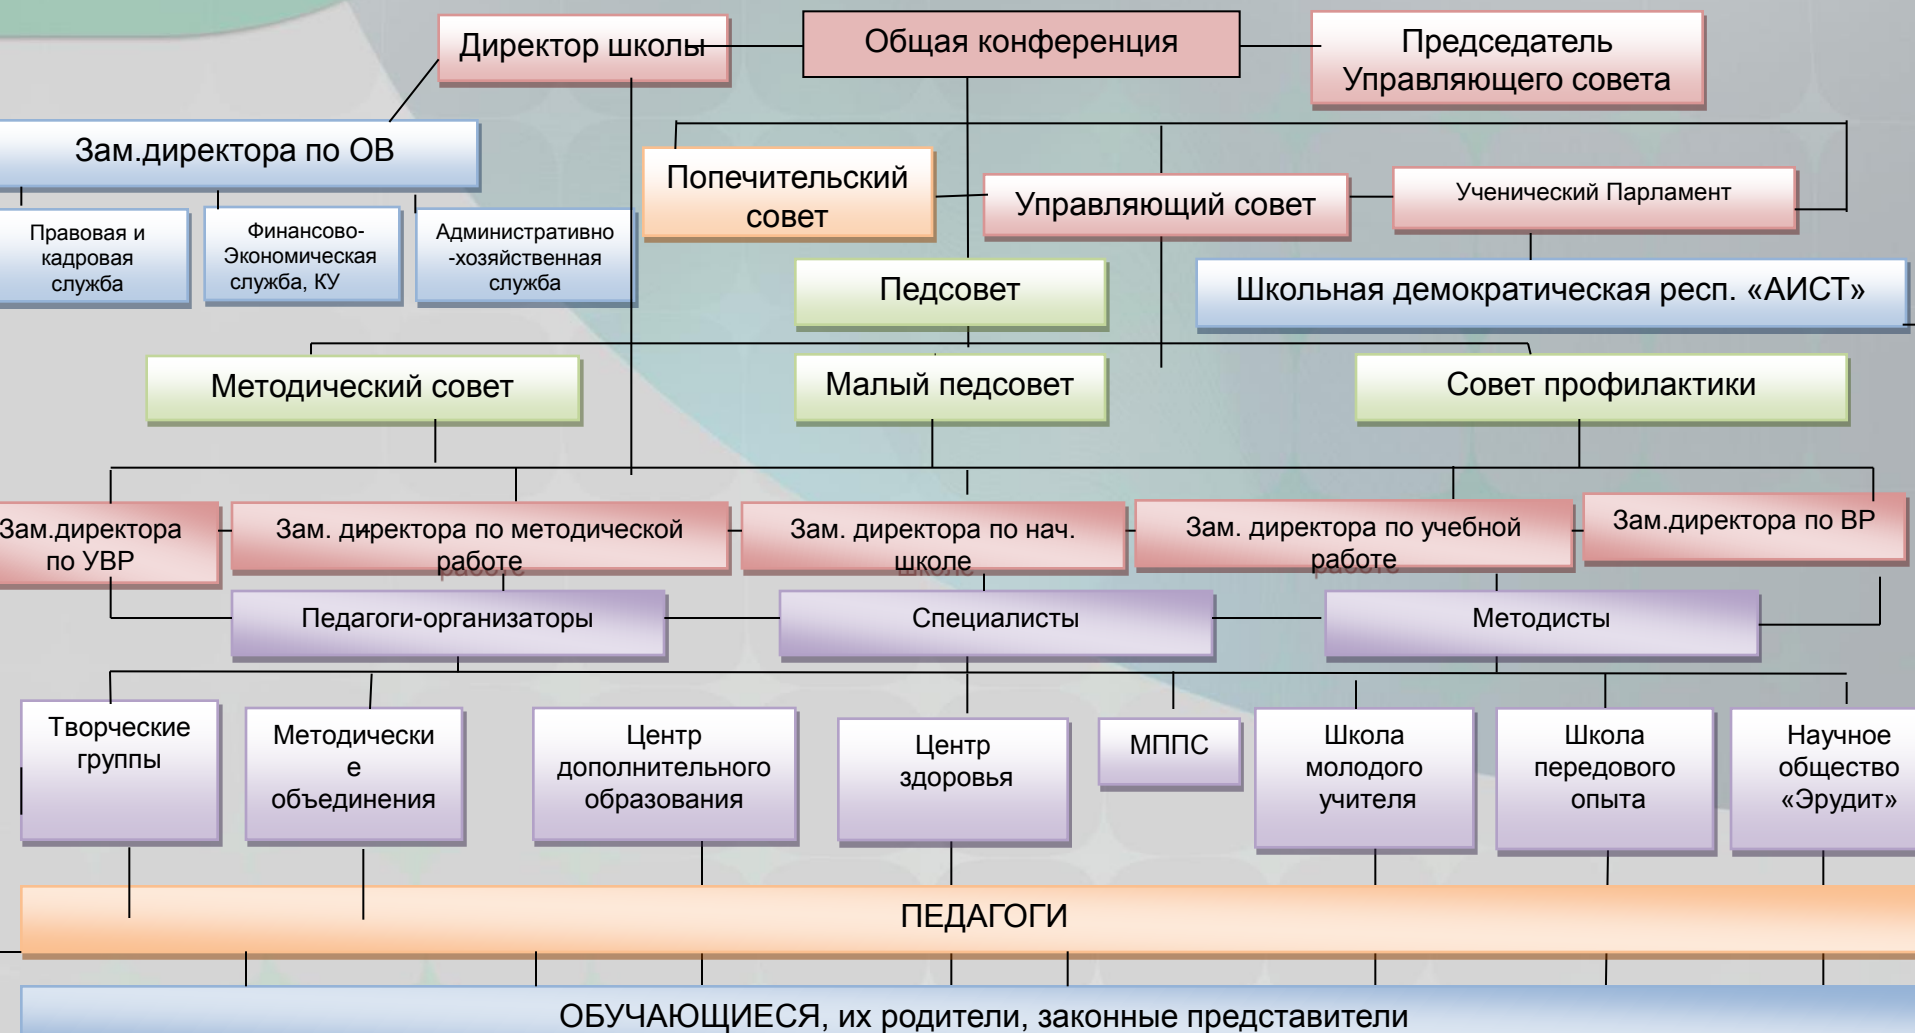 Директор школы
Общая конференция
Председатель
Управляющего совета
Зам.директора по ОВ
Попечительский
совет
Управляющий совет
Ученический Парламент
Правовая и
кадровая
служба
Финансово-
Экономическая
служба, КУ
Административно
-хозяйственная
служба
Педсовет
Школьная демократическая респ. «АИСТ»
Методический совет
Малый педсовет
Совет профилактики
Зам.директора
по УВР
Зам. директора по методической
работе
Зам. директора по нач.
школе
Зам. директора по учебной
работе
Зам.директора по ВР
Педагоги-организаторы
Специалисты
Методисты
Творческие
группы
Методически
е
объединения
Центр
дополнительного
образования
Центр
здоровья
МППС
Школа
молодого
учителя
Школа
передового
опыта
Научное
общество
«Эрудит»
ПЕДАГОГИ
ОБУЧАЮЩИЕСЯ, их родители, законные представители